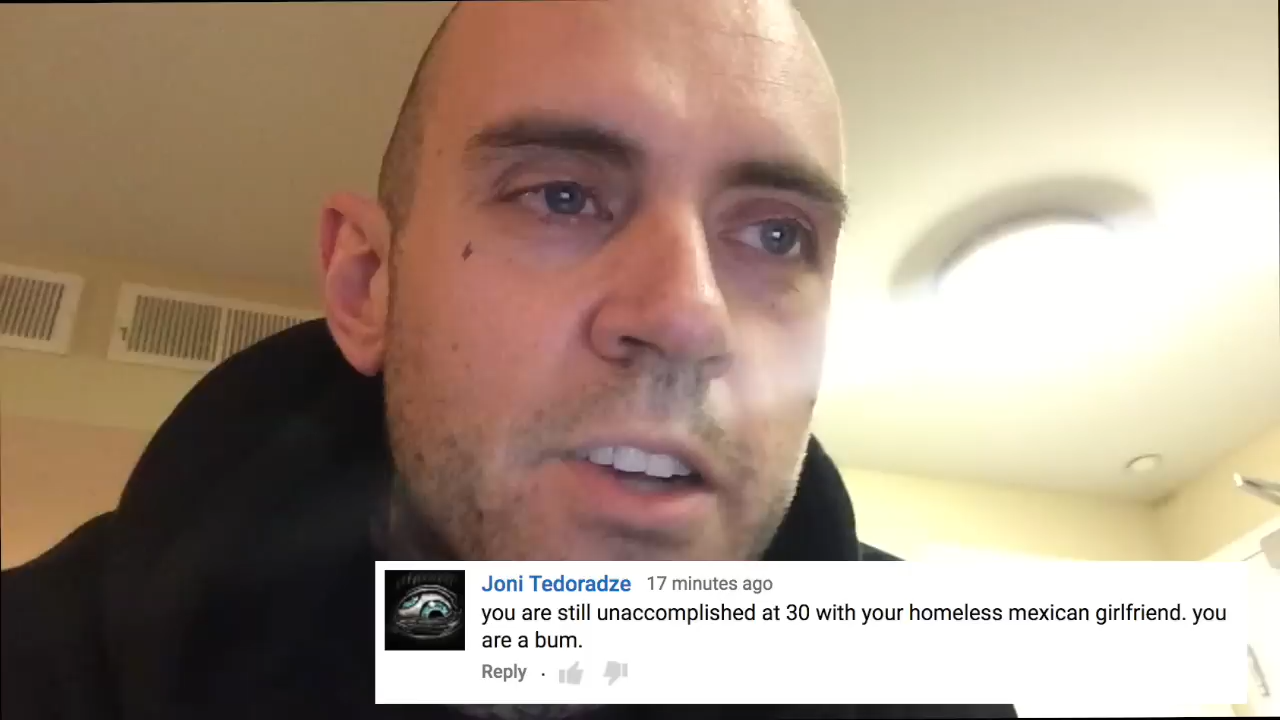 Joni Tedoradze 17 minutes ago
you are still unaccomplished at 30 with your homeless mexican girlfriend. you
are a bum.
Reply ·